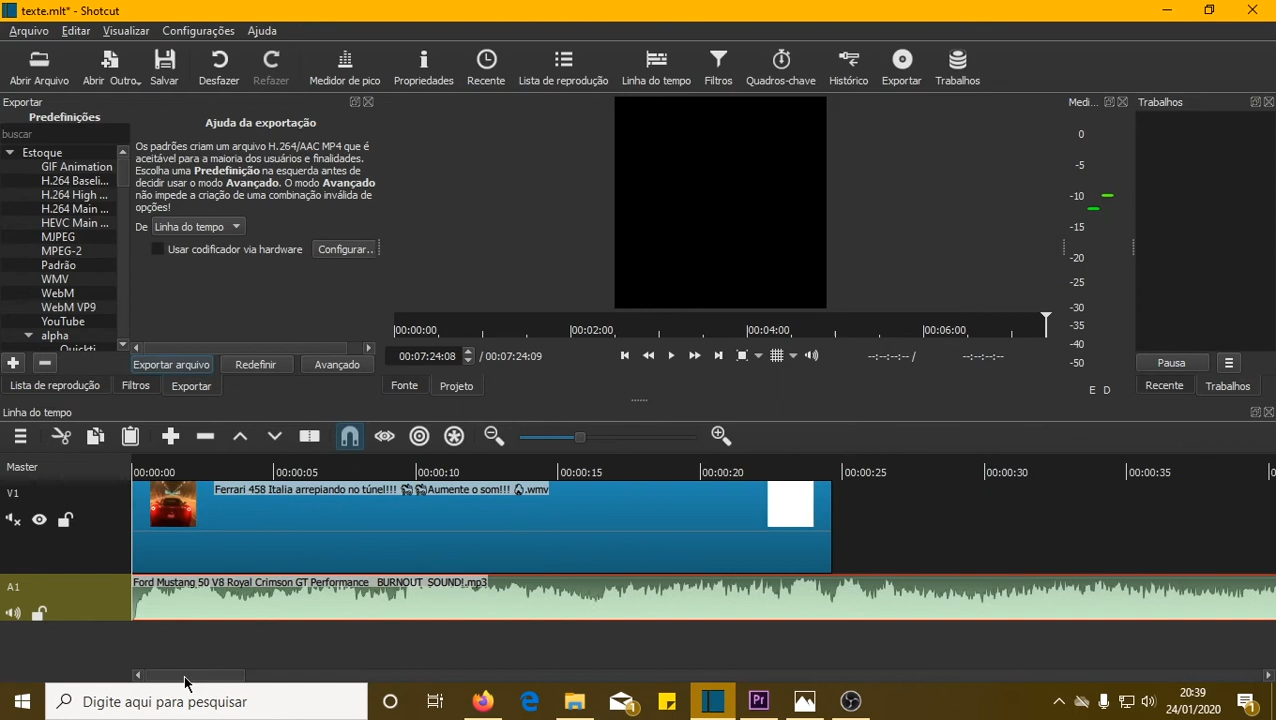 texte.mlt* - Shotcut
Arquivo Editar Visualizar Configurações Ajuda
Abrir Arquivo Abrir Outro.. Salvar Desfazer Refazer Medidor de pico Propriedades Recente Lista de reprodução Linha do tempo Filtros Quadros-chave Histórico Exportar Trabalhos
Exportar
Predefinições
buscar
Estoque
GIF Animation
H.264 Baseli...
H.264 High ...
H.264 Main ...
HEVC Main ...
MJPEG
MPEG-2
Padrão
WMV
WebM
WebM VP9
YouTube
alpha
Ajuda da exportação
Os padrões criam um arquivo H.264/AAC MP4 que é
aceitável para a maioria dos usuários e finalidades.
Escolha uma Predefinição na esquerda antes de
decidir usar o modo Avançado. O modo Avançado
não impede a criação de uma combinação inválida de
opções!
De Linha do tempo
Usar codificador via hardware Configurar..
Exportar arquivo Redefinir Avançado
Lista de reprodução Filtros Exportar
00:00:00 00:02:00 00:04:00 00:06:00
00:07:24:08 / 00:07:24:09 --:--:--:-- / --:--:--:--
Fonte Projeto
Medi...
0
-5
-10
-15
-20
-25
-30
-35
-40
-50
E D
Trabalhos
Pausa
Recente Trabalhos
Linha do tempo
Master
00:00:00 00:00:05 00:00:10 00:00:15 00:00:20 00:00:25 00:00:30 00:00:35
V1
Ferrari 458 Italia arrepiando no túnel!!! Aumente o som!!! .wmv
A1
Ford Mustang 50 V8 Royal Crimson GT Performance BURNOUT SOUND!.mp3
Digite aqui para pesquisar
Pr
1
20:39
24/01/2020
1